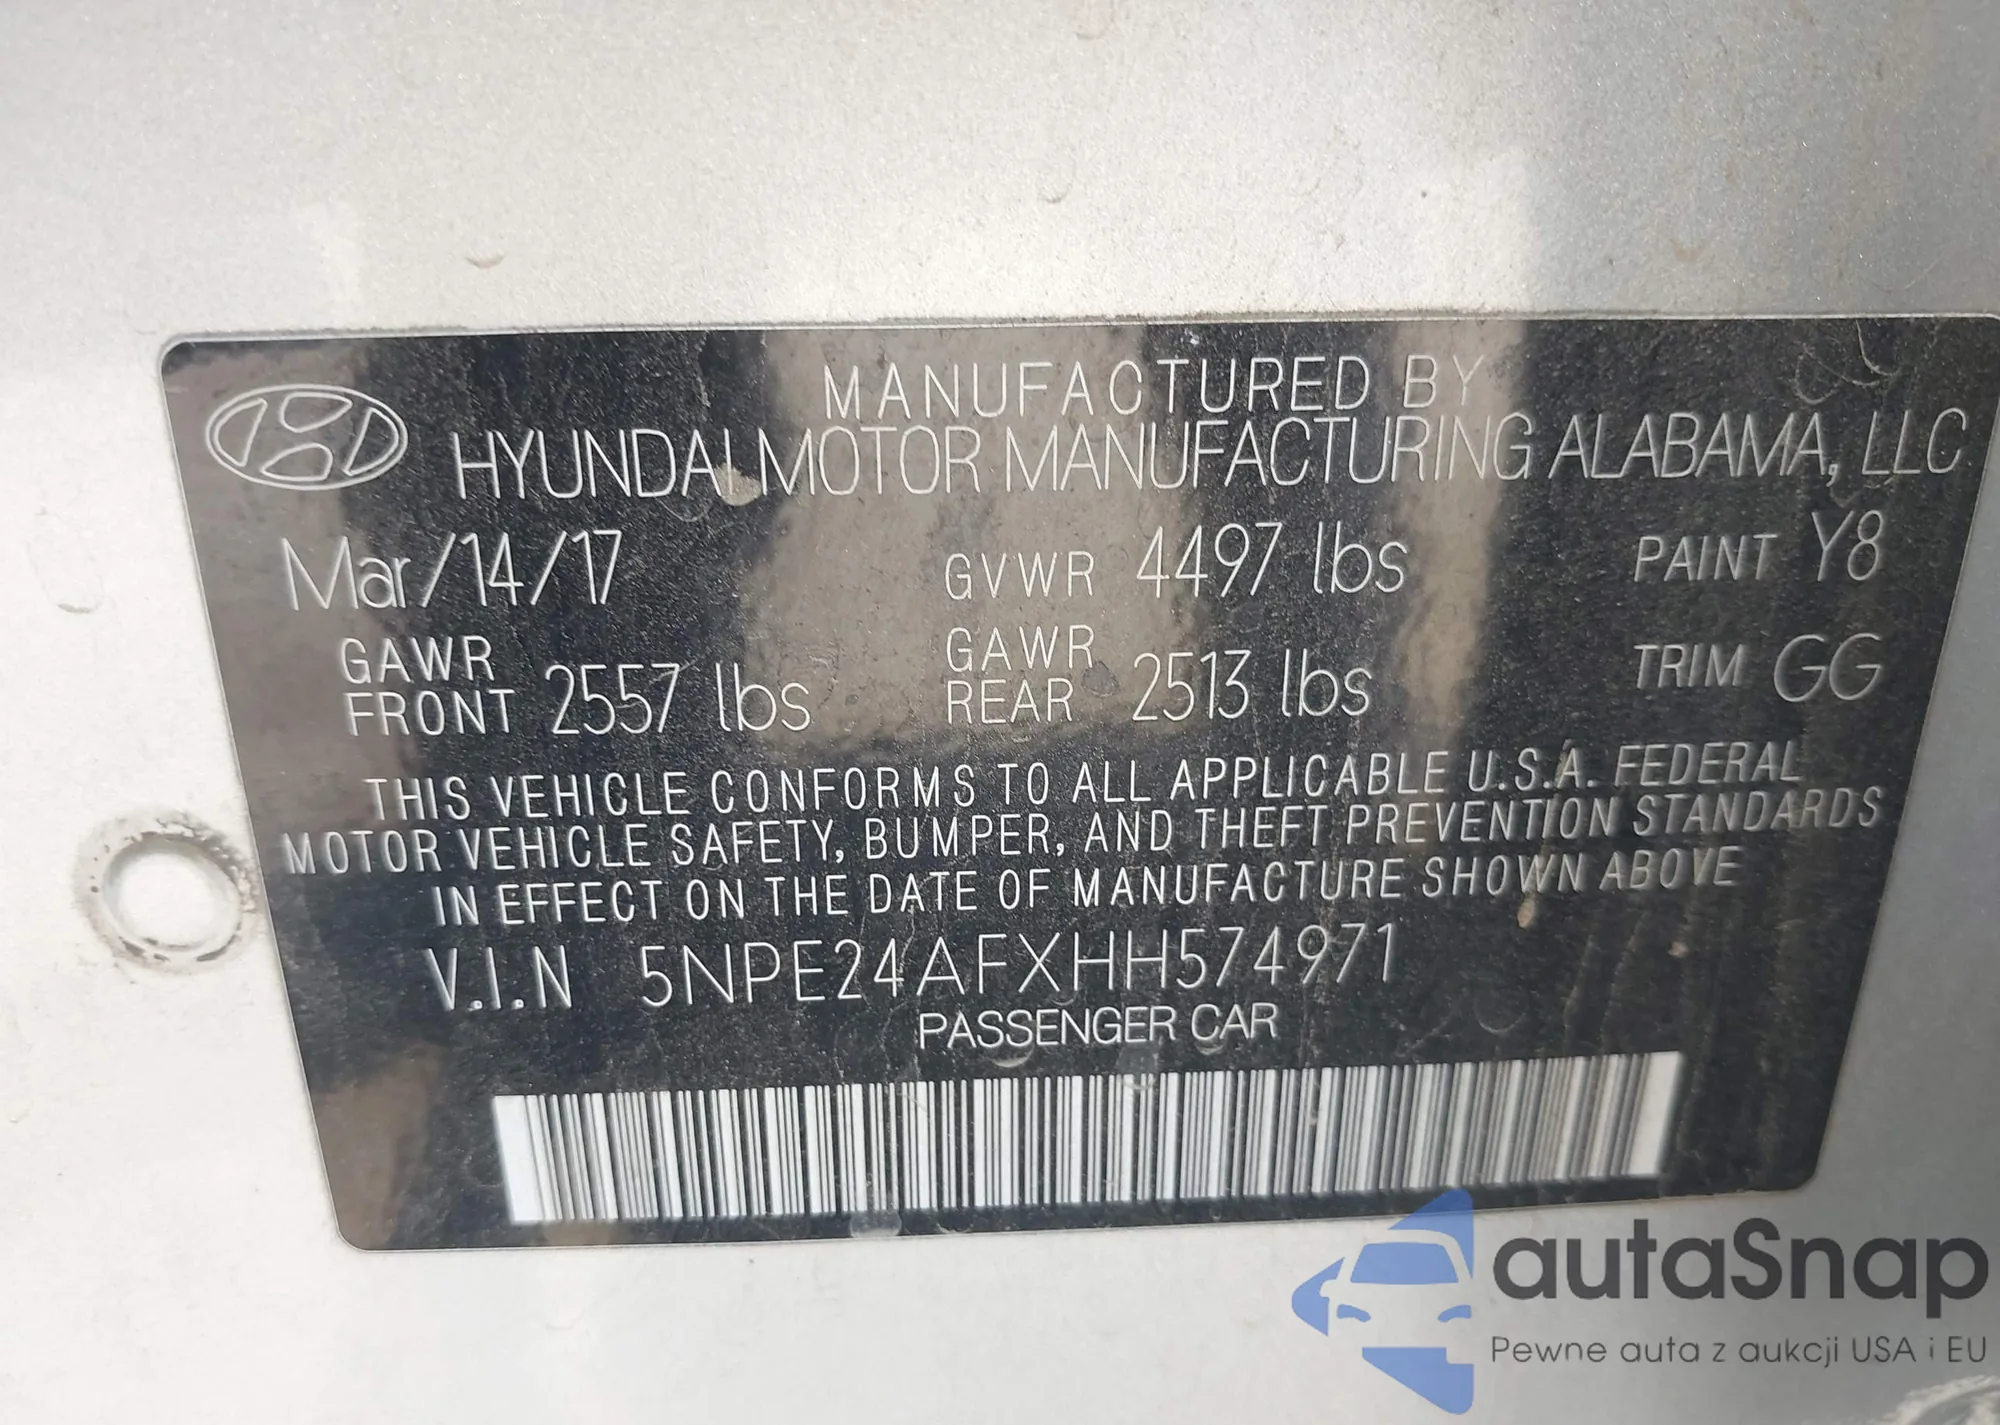 MANUFACTURED BY
HYUNDAI MOTOR MANUFACTURING ALABAMA, LLC
Mar/14/17 GVWR 4497 lbs PAINT Y8
GAWR FRONT 2557 lbs GAWR REAR 2513 lbs TRIM GG
THIS VEHICLE CONFORMS TO ALL APPLICABLE U.S.A. FEDERAL
MOTOR VEHICLE SAFETY, BUMPER, AND THEFT PREVENTION STANDARDS
IN EFFECT ON THE DATE OF MANUFACTURE SHOWN ABOVE
V.I.N 5NPE24AFXHH574971
PASSENGER CAR
autaSnap
Pewne auta z aukcji USA i EU